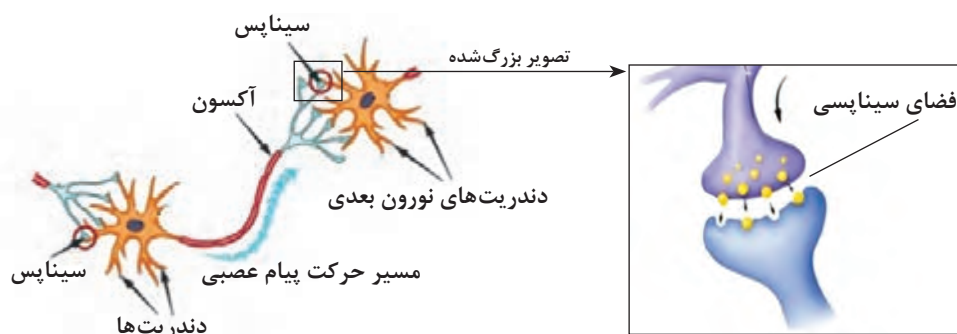 سیناپس
تصویر بزرگ‌شده
آکسون
فضای سیناپسی
دندریت‌های نورون بعدی
مسیر حرکت پیام عصبی
سیناپس
دندریت‌ها